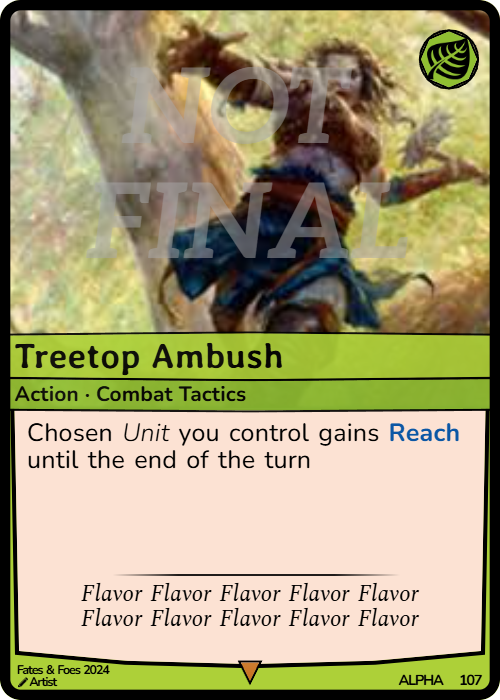 NOT
FINAL
Treetop Ambush
Action · Combat Tactics
Chosen Unit you control gains Reach
until the end of the turn
Flavor Flavor Flavor Flavor Flavor
Flavor Flavor Flavor Flavor Flavor
Fates & Foes 2024
Artist
ALPHA 107